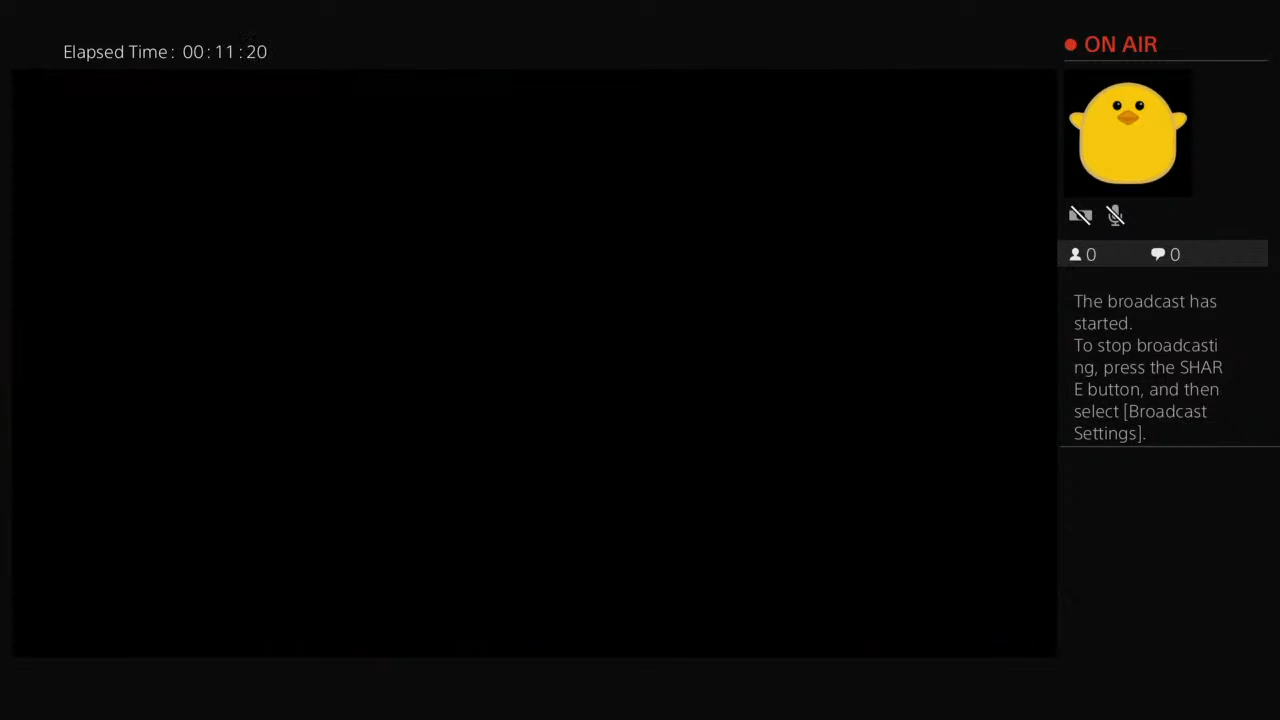 Elapsed Time: 00:11:20
ON AIR
0 0
The broadcast has
started.
To stop broadcasti
ng, press the SHAR
E button, and then
select [Broadcast
Settings].